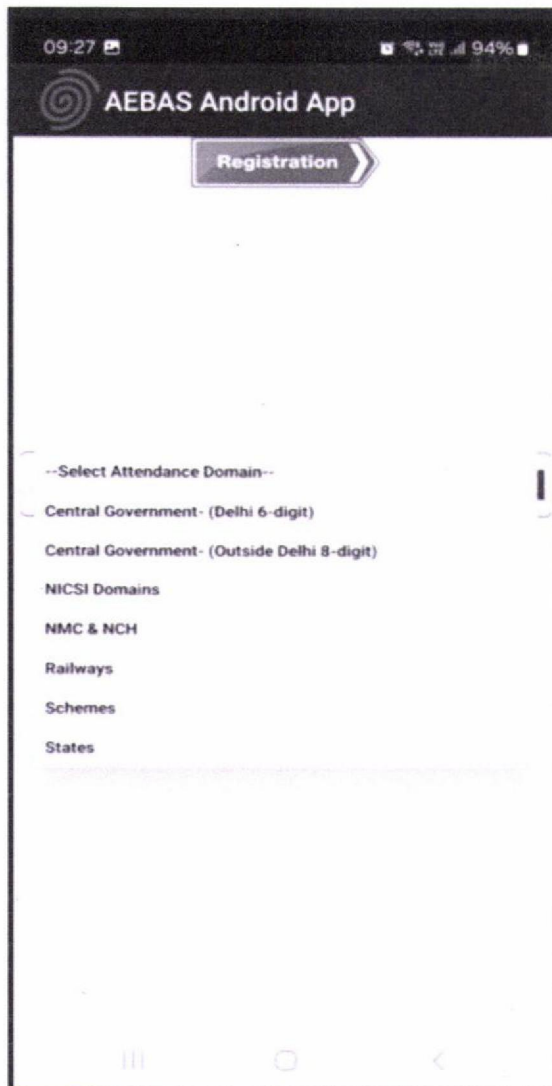 09:27 94%
AEBAS Android App
Registration
--Select Attendance Domain--
Central Government- (Delhi 6-digit)
Central Government- (Outside Delhi 8-digit)
NICSI Domains
NMC & NCH
Railways
Schemes
States